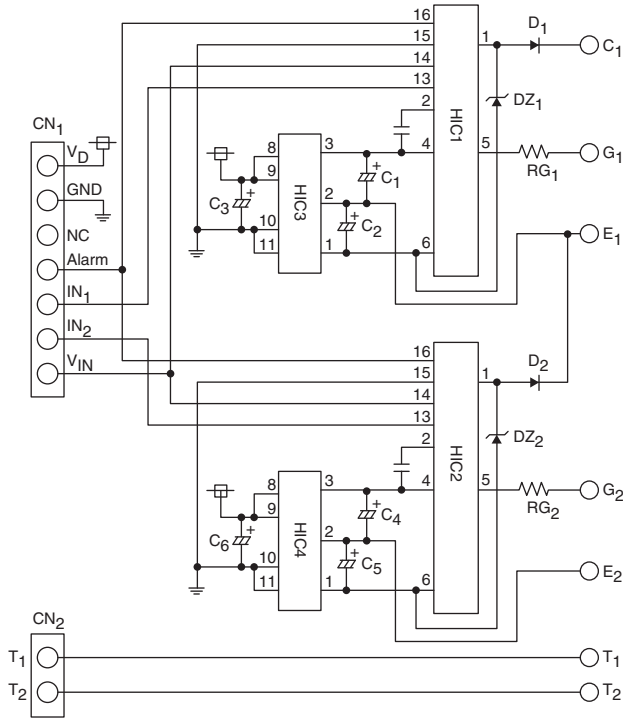 16
15
14
13
2
4
HIC1
1
5
6
D1
C1
DZ1
RG1
G1
E1
CN1
VD
GND
NC
Alarm
IN1
IN2
VIN
8
9
10
11
HIC3
3
2
1
C3
+
C1
+
C2
+
16
15
14
13
2
4
HIC2
1
5
6
D2
DZ2
RG2
G2
E2
8
9
10
11
HIC4
3
2
1
C6
+
C4
+
C5
+
CN2
T1
T2
T1
T2